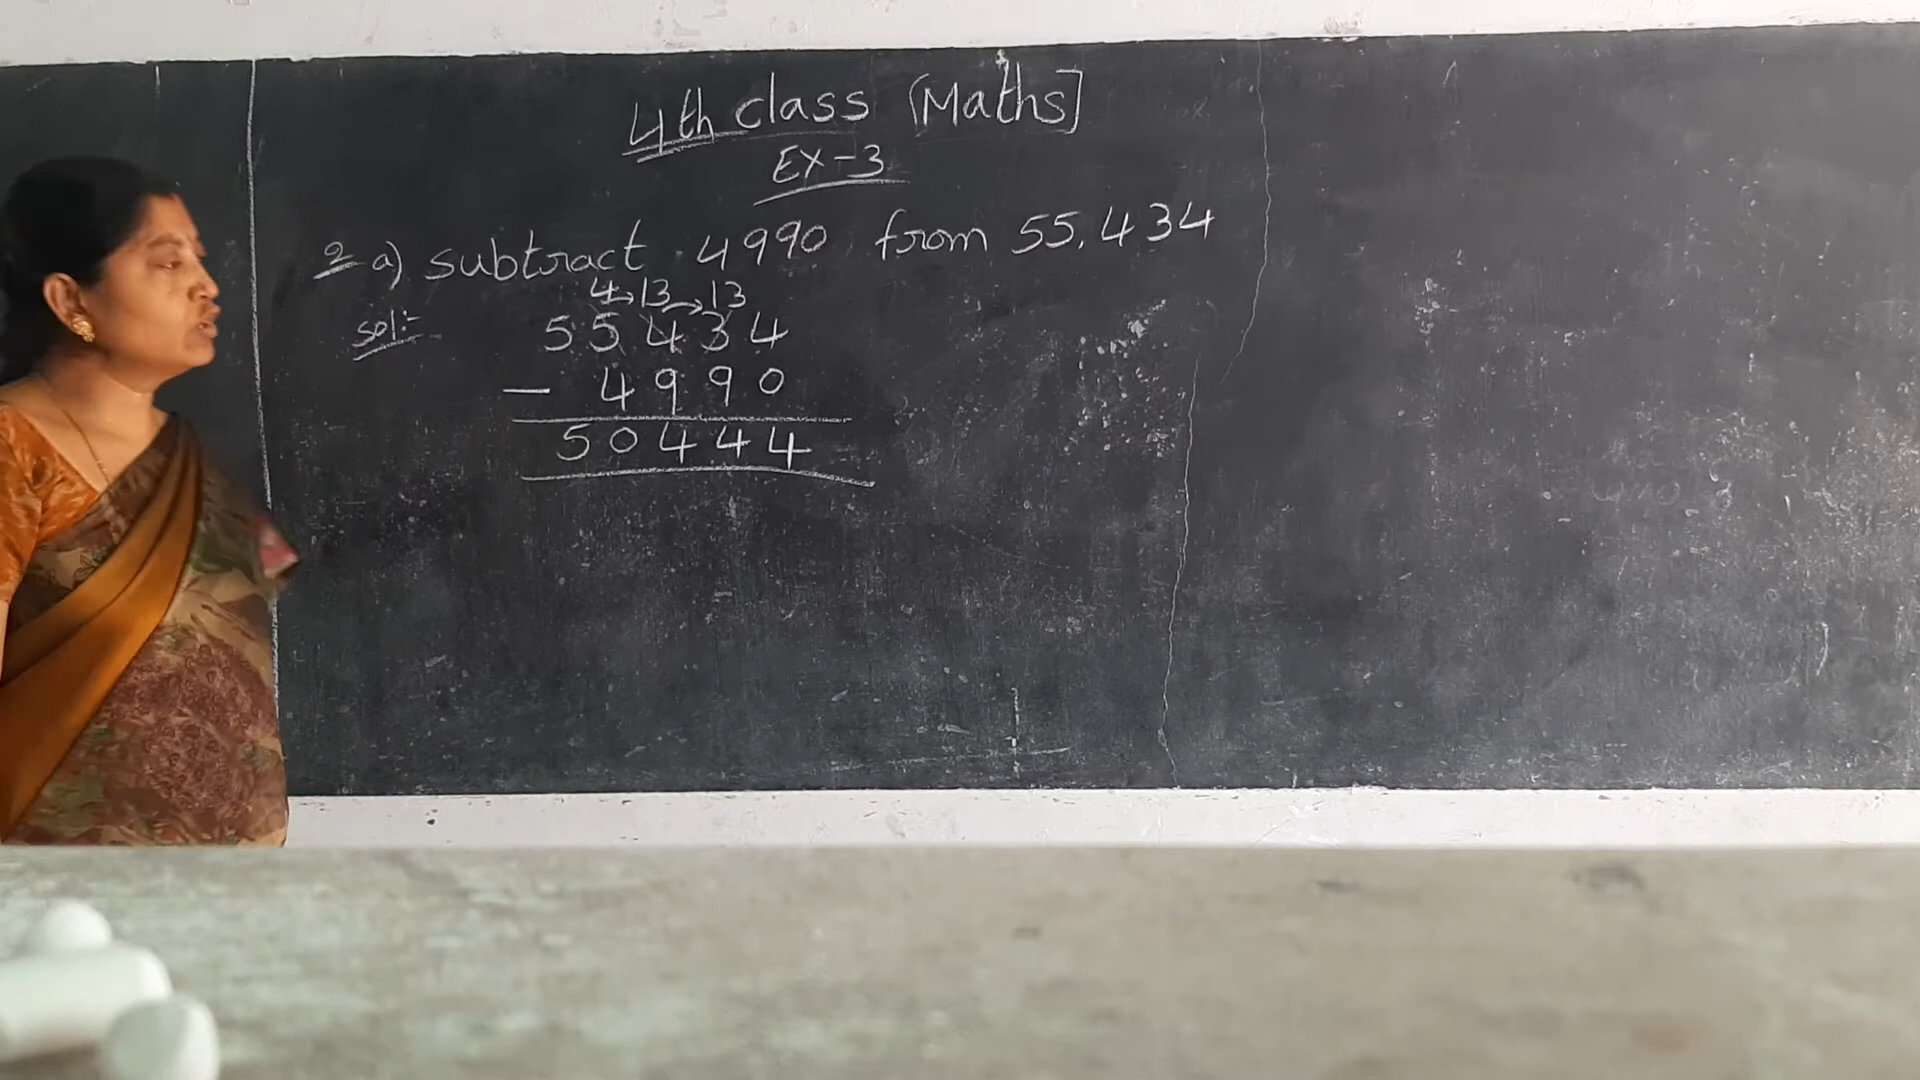 4th class [Maths]
Ex-3
2 a) subtract 4990 from 55,434
4 13 13
sol:- 55434
- 4990
50444